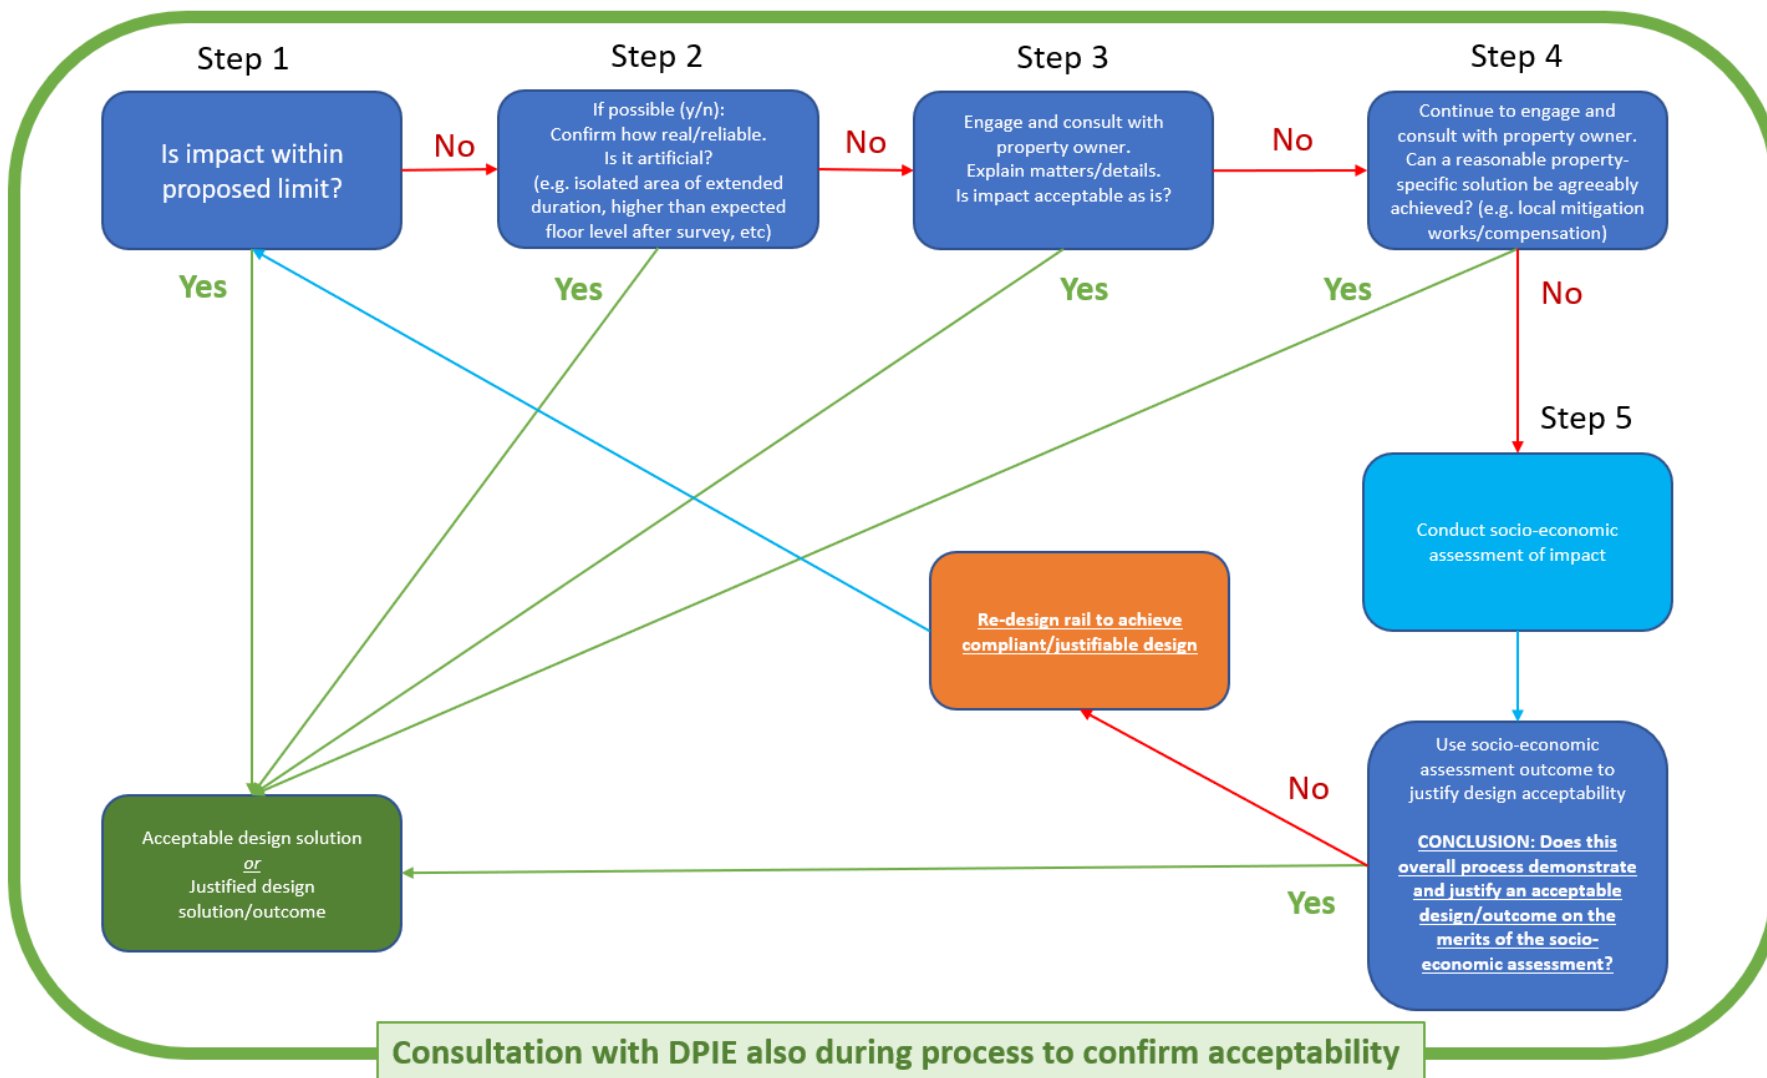 Step 1
Step 2
Step 3
Step 4
Is impact within
proposed limit?
No
If possible (y/n):
Confirm how real/reliable.
Is it artificial?
(e.g. isolated area of extended
duration, higher than expected
floor level after survey, etc)
No
Engage and consult with
property owner.
Explain matters/details.
Is impact acceptable as is?
No
Continue to engage and
consult with property owner.
Can a reasonable property-
specific solution be agreeably
achieved? (e.g. local mitigation
works/compensation)
Yes
Yes
Yes
Yes
No
Step 5
Conduct socio-economic
assessment of impact
Re-design rail to achieve
compliant/justifiable design
Use socio-economic
assessment outcome to
justify design acceptability
CONCLUSION: Does this
overall process demonstrate
and justify an acceptable
design/outcome on the
merits of the socio-
economic assessment?
No
Yes
Acceptable design solution
or
Justified design
solution/outcome
Consultation with DPIE also during process to confirm acceptability